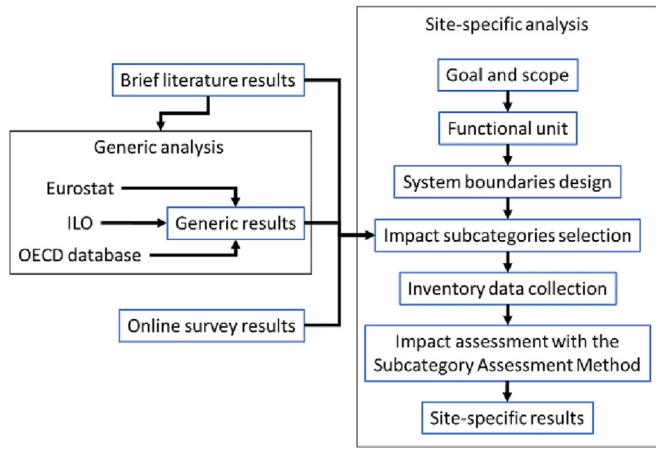 Brief literature results
Generic analysis
Eurostat
ILO
OECD database
Generic results
Online survey results
Site-specific analysis
Goal and scope
Functional unit
System boundaries design
Impact subcategories selection
Inventory data collection
Impact assessment with the
Subcategory Assessment Method
Site-specific results